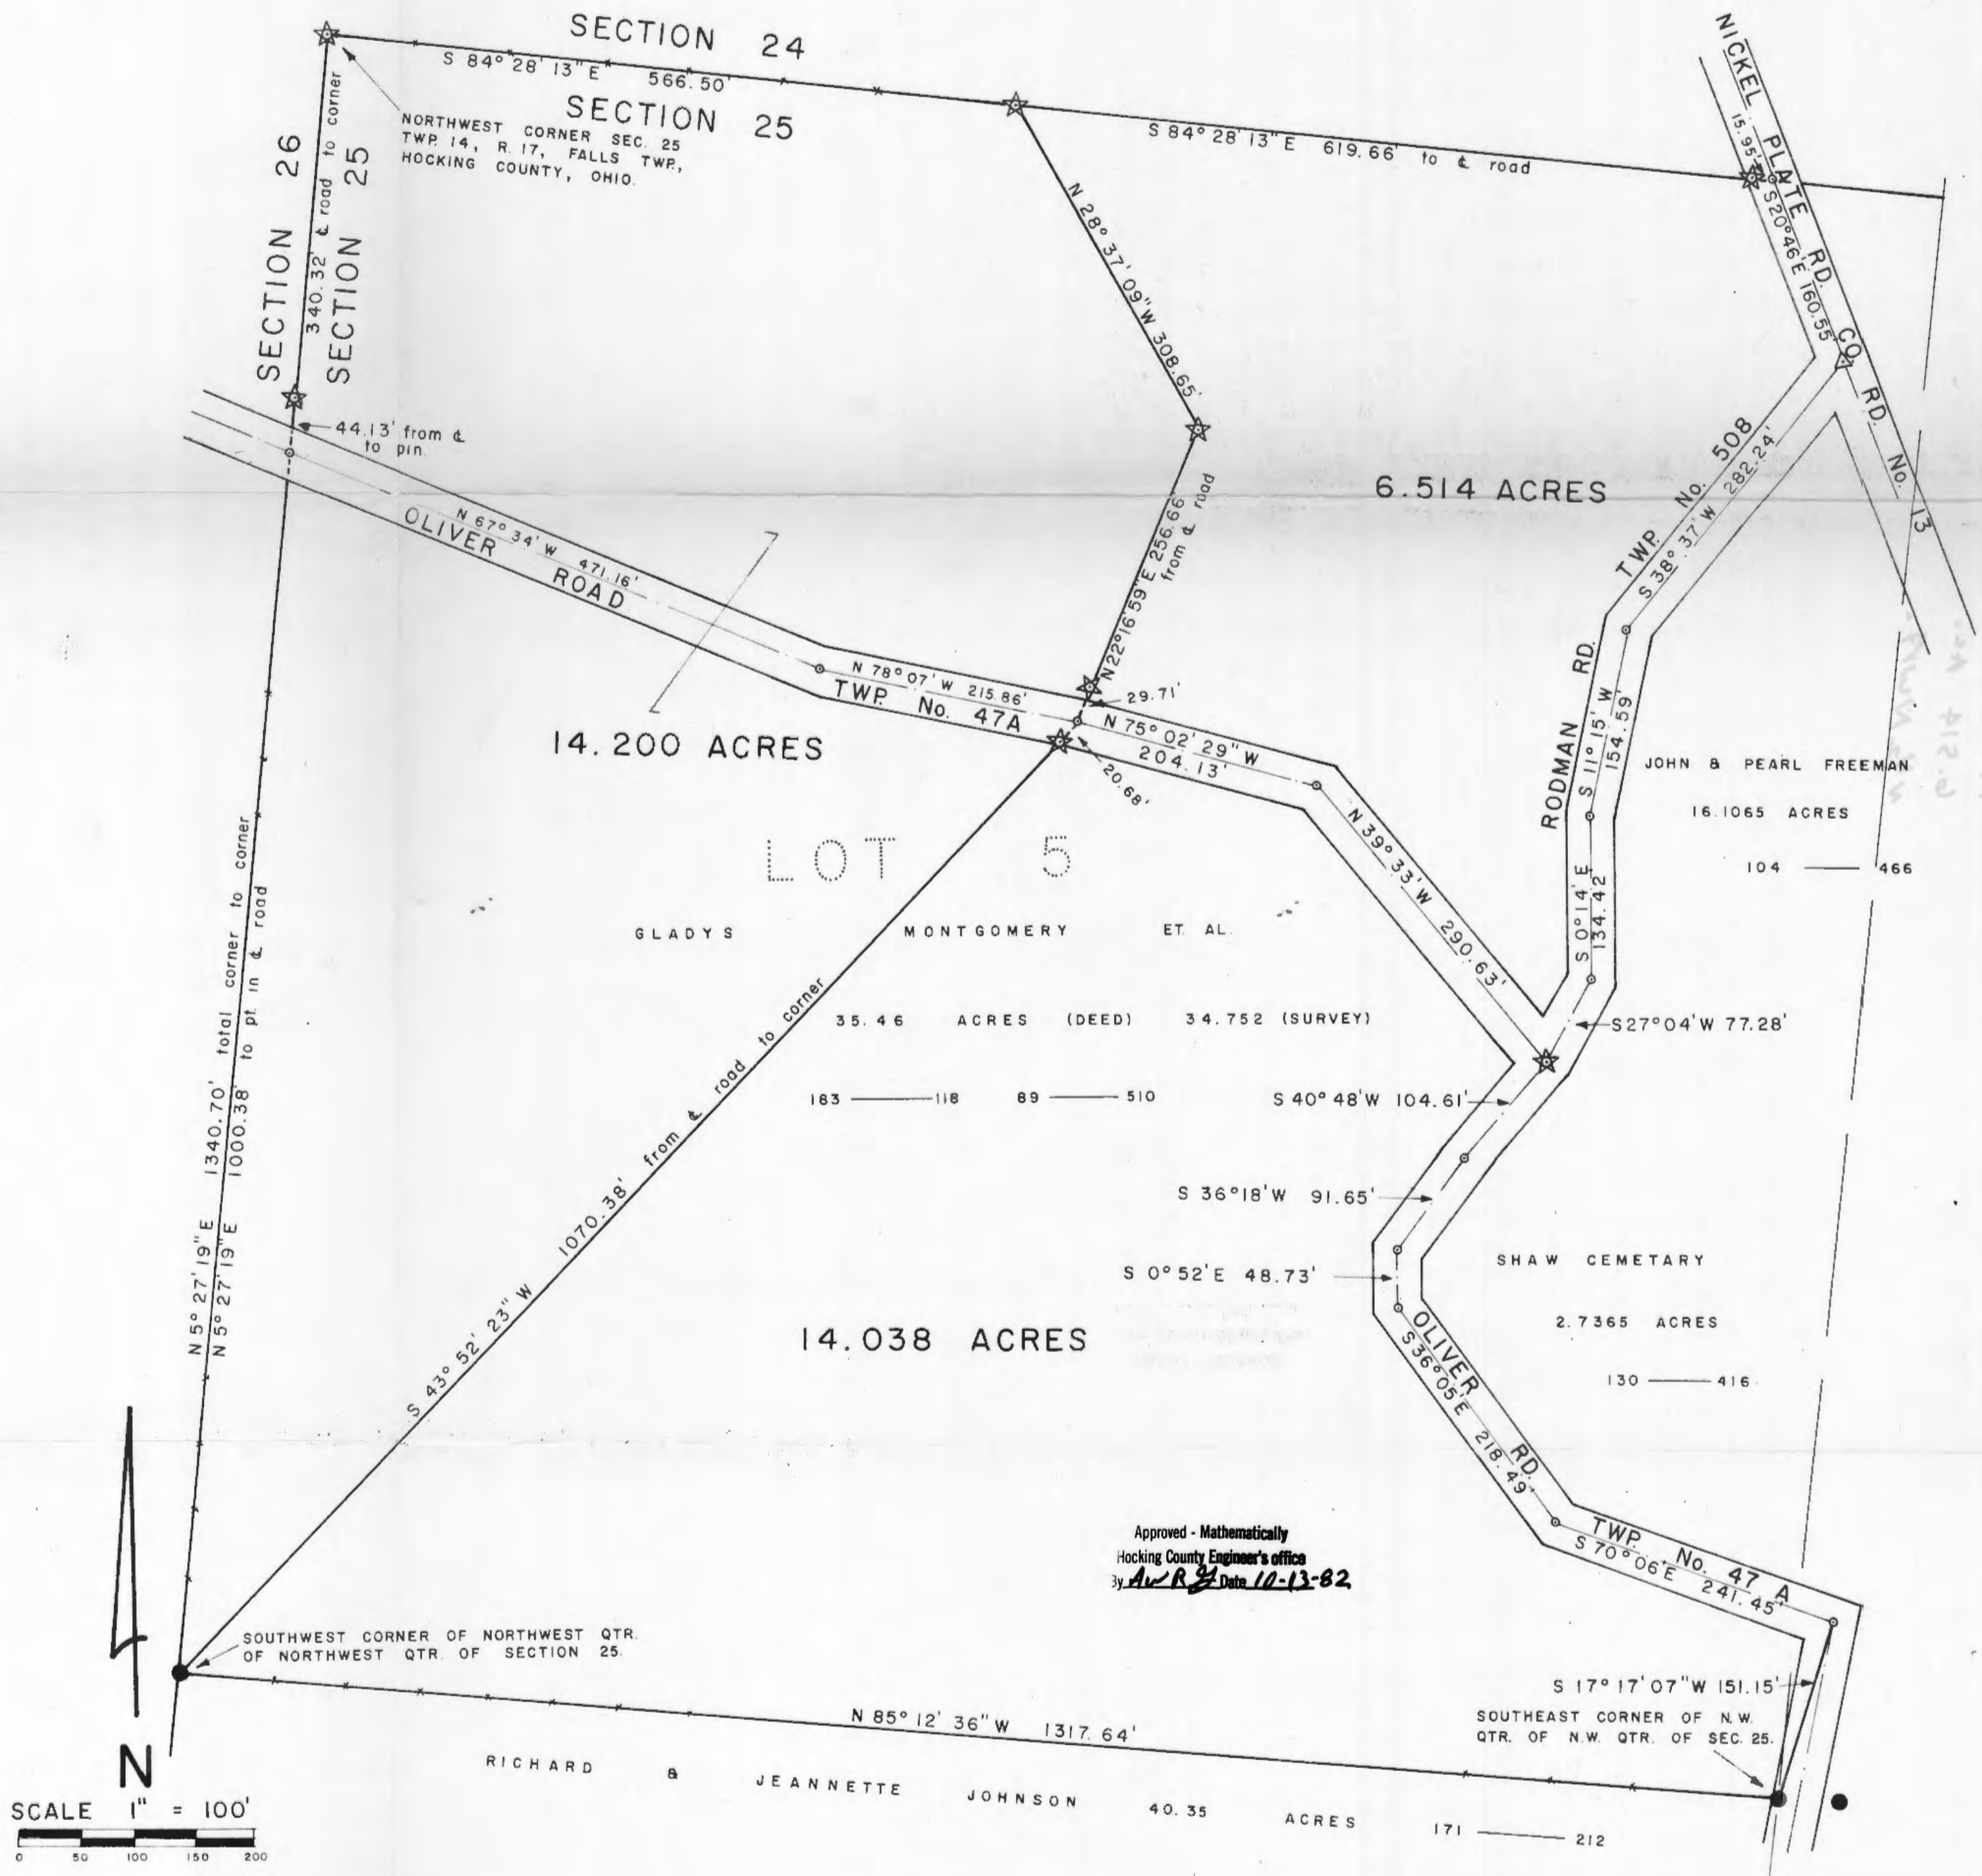 SECTION 24
S 84° 28' 13" E 566.50'
SECTION 25
NORTHWEST CORNER SEC. 25
TWP. 14, R. 17, FALLS TWP.,
HOCKING COUNTY, OHIO.
SECTION 26
340.32' ℄ road to corner
SECTION 25
S 84° 28' 13" E 619.66' to ℄ road
NICKEL PLATE RD. CO. RD. No. 13
15.95'
S20°46'E 160.55'
N 28° 37' 09" W 308.65'
44.13' from ℄
to pin.
N 67° 34' W 471.16'
OLIVER ROAD
N22°16'59"E 256.66'
from ℄ road
6.514 ACRES
TWP. No. 508
S 38° 37' W 282.24'
RODMAN RD.
S 11° 15' W
154.59'
N 78° 07' W 215.86'
TWP. No. 47A
29.71'
N 75° 02' 29" W
204.13'
20.68'
14.200 ACRES
JOHN & PEARL FREEMAN
16.1065 ACRES
104 —— 466
LOT 5
N 39° 33' W 290.63'
S 0° 14' E
134.42
GLADYS MONTGOMERY ET. AL.
35.46 ACRES (DEED) 34.752 (SURVEY)
183 —— 118 89 —— 510
S27°04'W 77.28'
S 40° 48' W 104.61'
S 36° 18' W 91.65'
S 0° 52' E 48.73'
N 5° 27' 19" E 1340.70' total corner to corner
N 5° 27' 19" E 1000.38' to pt. in ℄ road
S 43° 52' 23" W 1070.38' from ℄ road to corner
SHAW CEMETARY
2.7365 ACRES
130 —— 416
14.038 ACRES
OLIVER RD.
S 36° 05' E 218.49'
TWP. No. 47 A
S 70° 06' E 241.45'
Approved - Mathematically
Hocking County Engineer's office
By Date 10-13-82
SOUTHWEST CORNER OF NORTHWEST QTR.
OF NORTHWEST QTR. OF SECTION 25.
S 17° 17' 07" W 151.15'
SOUTHEAST CORNER OF N.W.
QTR. OF N.W. QTR. OF SEC. 25.
N 85° 12' 36" W 1317.64'
RICHARD & JEANNETTE JOHNSON 40.35 ACRES 171 —— 212
N
SCALE 1" = 100'
0 50 100 150 200